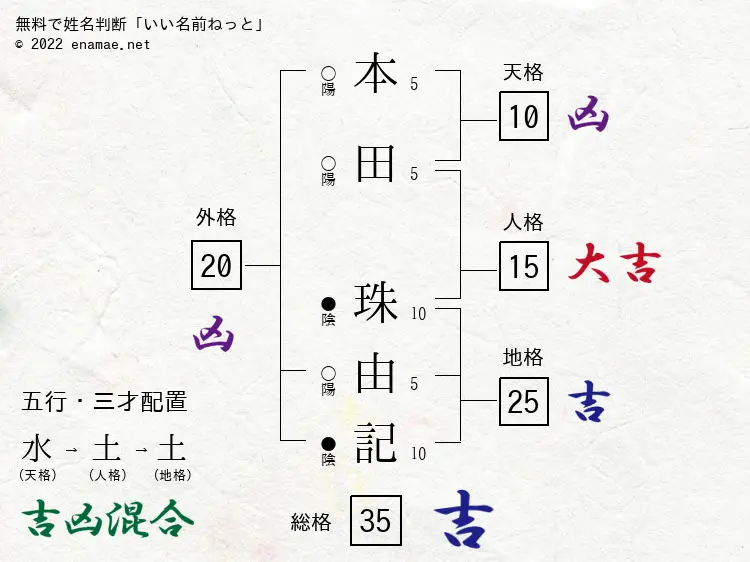 無料で姓名判断「いい名前ねっと」
© 2022 enamae.net
○陽 本 5
○陽 田 5
●陰 珠 10
○陽 由 5
●陰 記 10
天格
10 凶
人格
15 大吉
地格
25 吉
外格
20
凶
五行・三才配置
水→土→土
(天格) (人格) (地格)
吉凶混合
総格 35 吉